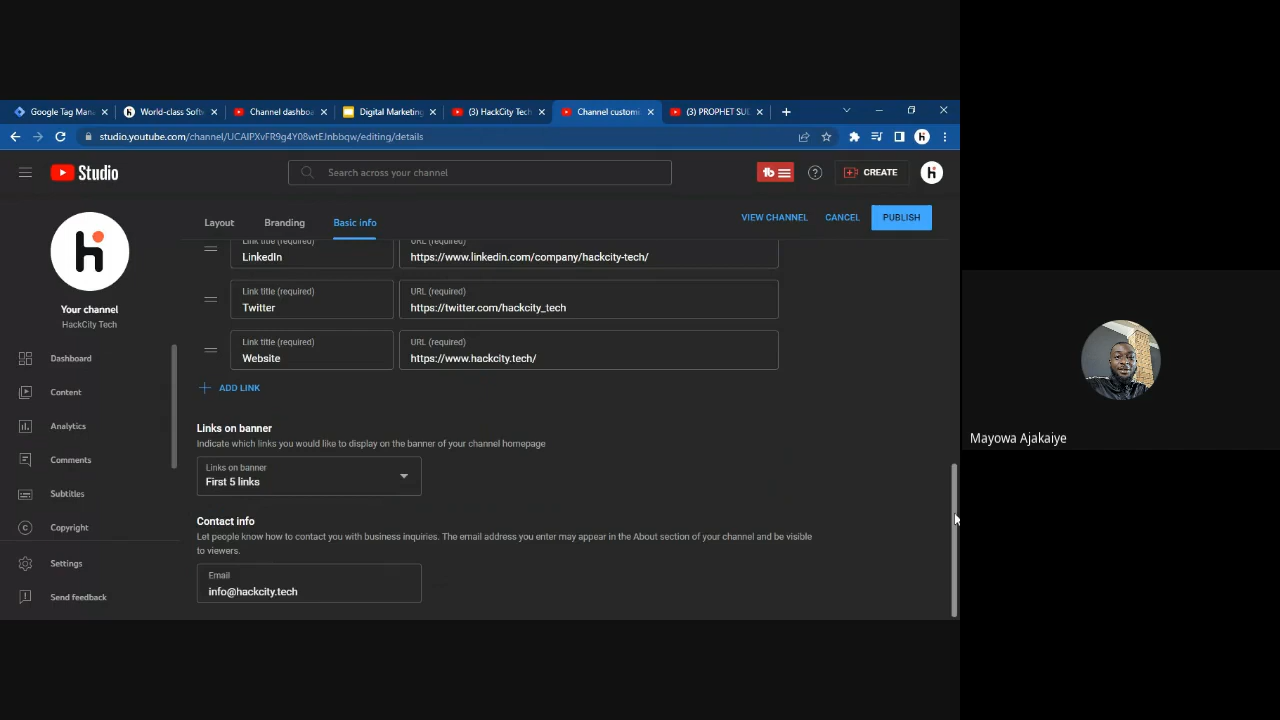 Google Tag Mana
World-class Soft
Channel dashboa
Digital Marketing
(3) HackCity Tech
Channel customi
(3) PROPHET SUD
studio.youtube.com/channel/UCAIPXvFR9g4Y08wtEJnbbqw/editing/details
Studio
Search across your channel
CREATE
Layout
Branding
Basic info
VIEW CHANNEL
CANCEL
PUBLISH
Your channel
HackCity Tech
Dashboard
Content
Analytics
Comments
Subtitles
Copyright
Settings
Send feedback
Link title (required)
LinkedIn
URL (required)
https://www.linkedin.com/company/hackcity-tech/
Link title (required)
Twitter
URL (required)
https://twitter.com/hackcity_tech
Link title (required)
Website
URL (required)
https://www.hackcity.tech/
ADD LINK
Links on banner
Indicate which links you would like to display on the banner of your channel homepage
Links on banner
First 5 links
Contact info
Let people know how to contact you with business inquiries. The email address you enter may appear in the About section of your channel and be visible
to viewers.
Email
info@hackcity.tech
Mayowa Ajakaiye